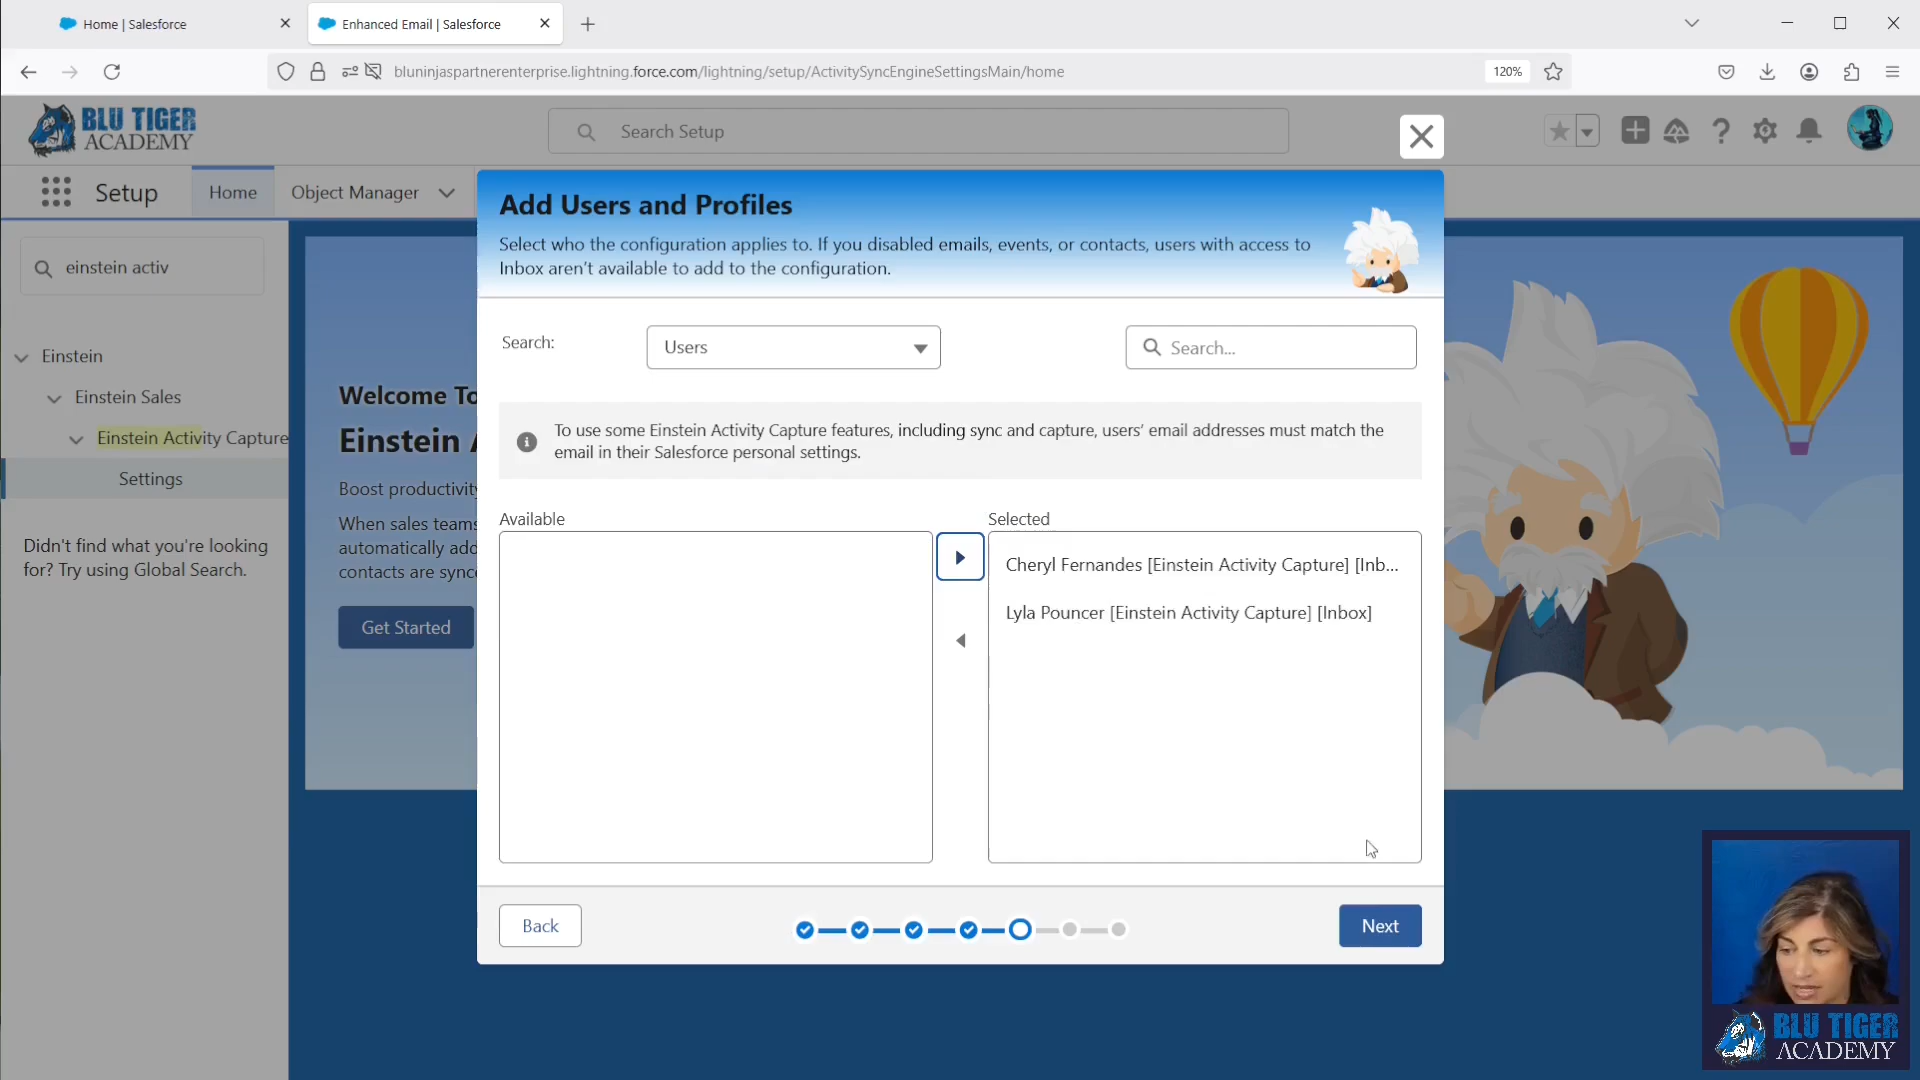 Home | Salesforce
Enhanced Email | Salesforce
bluninjaspartnerenterprise.lightning.force.com/lightning/setup/ActivitySyncEngineSettingsMain/home
120%
BLU TIGER
ACADEMY
Search Setup
Setup
Home
Object Manager
einstein activ
Einstein
Einstein Sales
Einstein Activity Capture
Settings
Didn't find what you're looking
for? Try using Global Search.
Welcome To
Einstein
Boost productivity
When sales teams
automatically add
contacts are sync
Get Started
Add Users and Profiles
Select who the configuration applies to. If you disabled emails, events, or contacts, users with access to
Inbox aren't available to add to the configuration.
Search:
Users
Search...
To use some Einstein Activity Capture features, including sync and capture, users' email addresses must match the
email in their Salesforce personal settings.
Available
Selected
Cheryl Fernandes [Einstein Activity Capture] [Inb...
Lyla Pouncer [Einstein Activity Capture] [Inbox]
Back
Next
BLU TIGER
ACADEMY